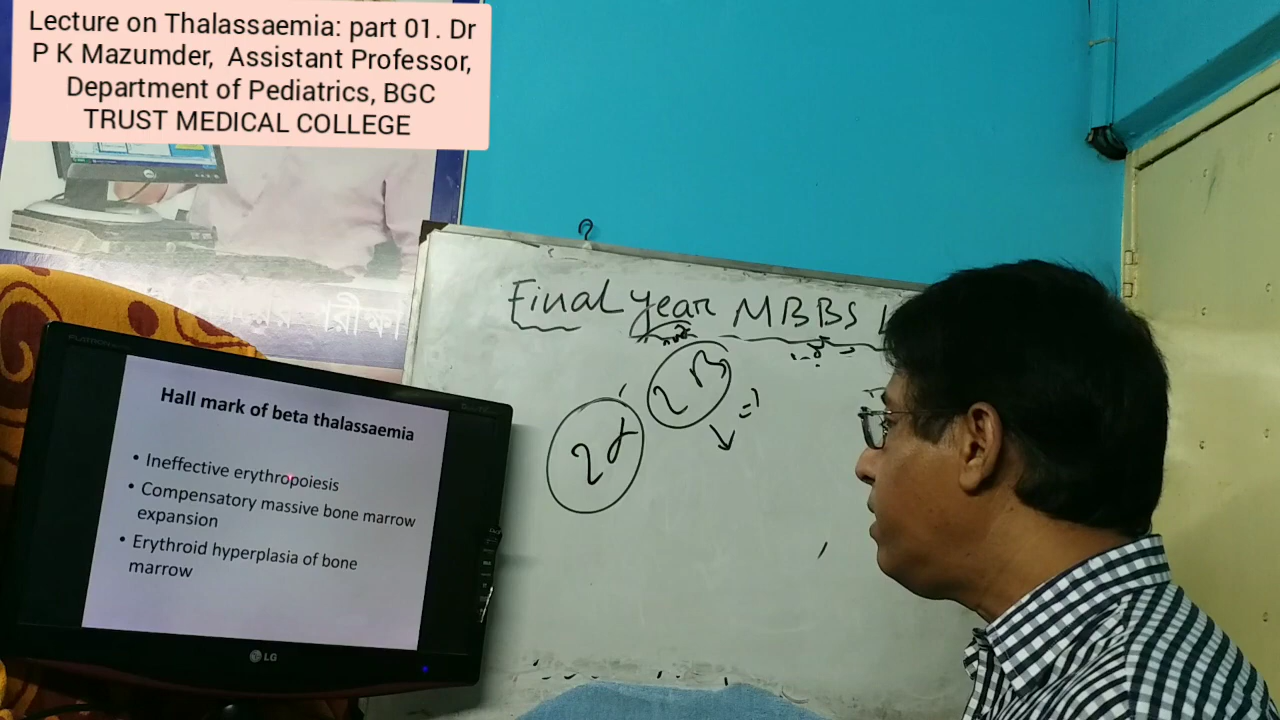 Lecture on Thalassaemia: part 01. Dr
P K Mazumder, Assistant Professor,
Department of Pediatrics, BGC
TRUST MEDICAL COLLEGE
রীক্ষা
Final year MBBS
2β
2α
Hall mark of beta thalassaemia
• Ineffective erythropoiesis
• Compensatory massive bone marrow
expansion
• Erythroid hyperplasia of bone
marrow
LG